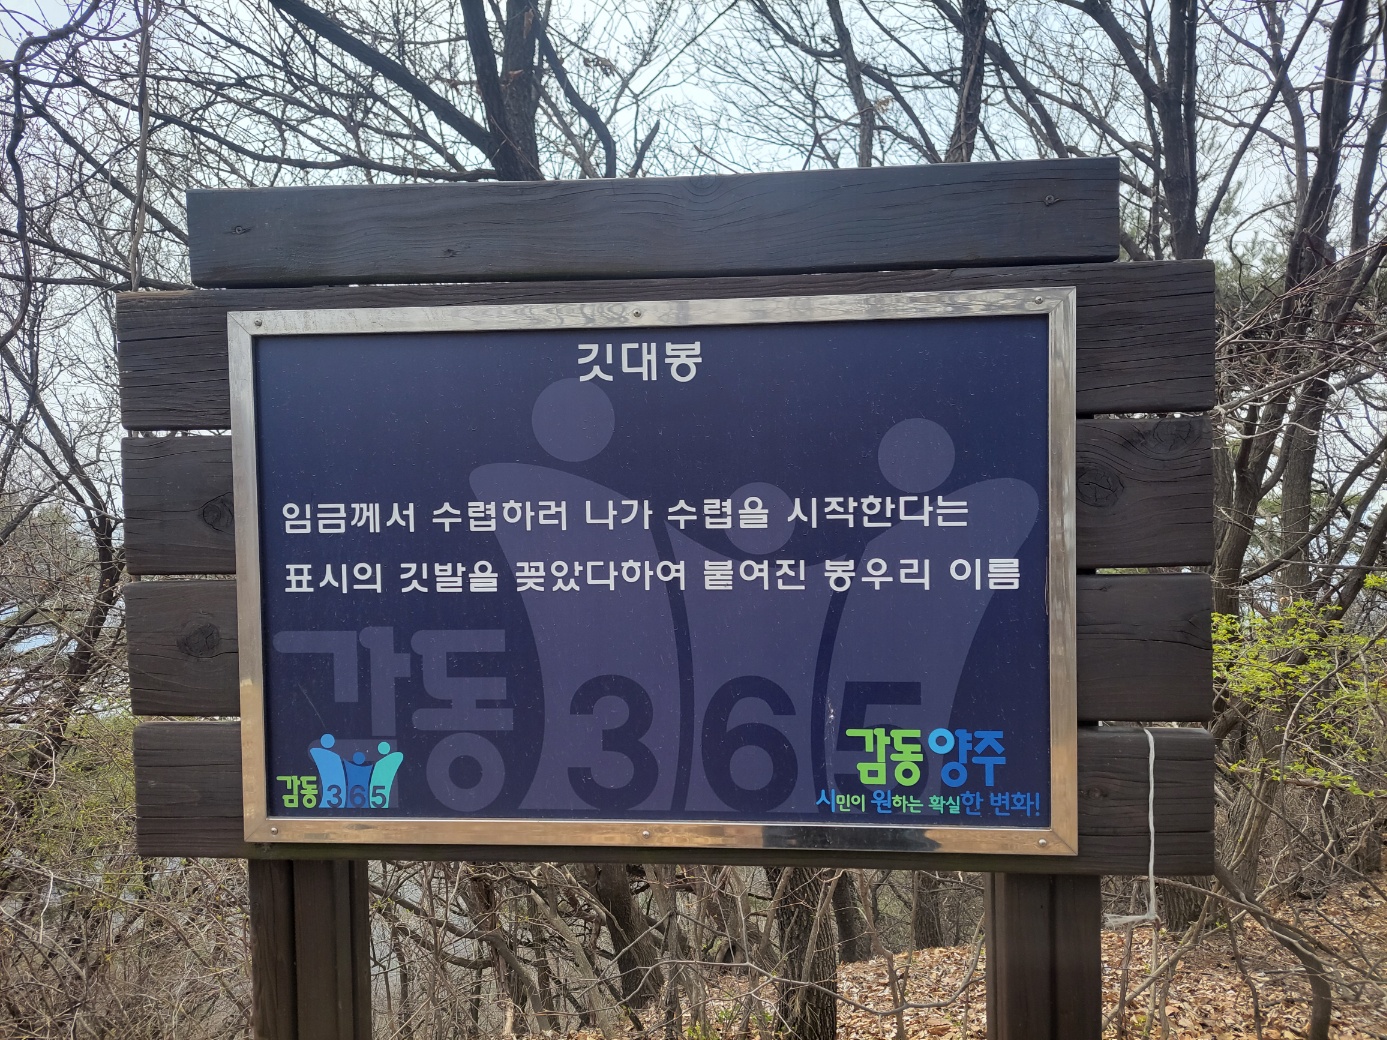 깃대봉
임금께서 수렵하러 나가 수렵을 시작한다는
표시의 깃발을 꽂았다하여 붙여진 봉우리 이름
감동 365
감동365
감동양주
시민이 원하는 확실한 변화!